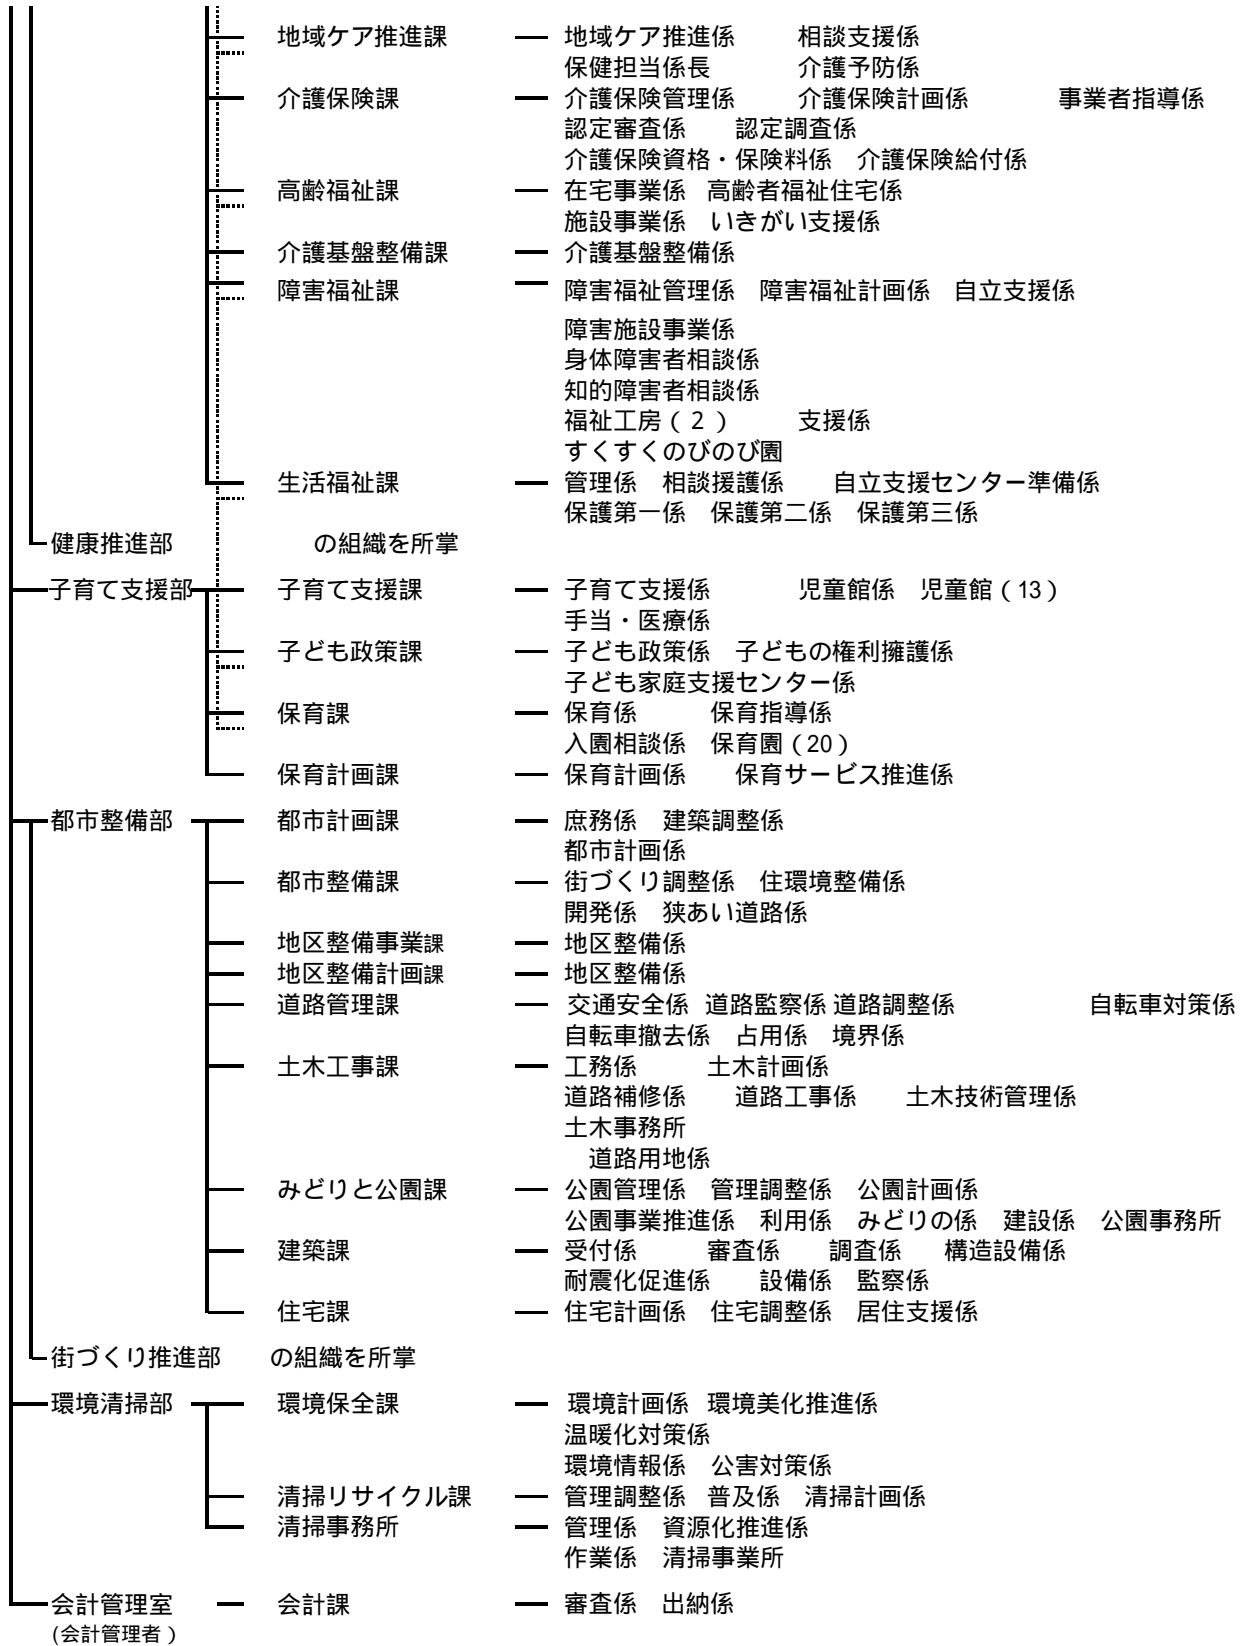 地域ケア推進課 地域ケア推進係 相談支援係
保健担当係長 介護予防係
介護保険課 介護保険管理係 介護保険計画係 事業者指導係
認定審査係 認定調査係
介護保険資格・保険料係 介護保険給付係
高齢福祉課 在宅事業係 高齢者福祉住宅係
施設事業係 いきがい支援係
介護基盤整備課 介護基盤整備係
障害福祉課 障害福祉管理係 障害福祉計画係 自立支援係
障害施設事業係
身体障害者相談係
知的障害者相談係
福祉工房(2) 支援係
すくすくのびのび園
生活福祉課 管理係 相談援護係 自立支援センター準備係
保護第一係 保護第二係 保護第三係
健康推進部 の組織を所掌
子育て支援部 子育て支援課 子育て支援係 児童館係 児童館(13)
手当・医療係
子ども政策課 子ども政策係 子どもの権利擁護係
子ども家庭支援センター係
保育課 保育係 保育指導係
入園相談係 保育園(20)
保育計画課 保育計画係 保育サービス推進係
都市整備部 都市計画課 庶務係 建築調整係
都市計画係
都市整備課 街づくり調整係 住環境整備係
開発係 狭あい道路係
地区整備事業課 地区整備係
地区整備計画課 地区整備係
道路管理課 交通安全係 道路監察係 道路調整係 自転車対策係
自転車撤去係 占用係 境界係
土木工事課 工務係 土木計画係
道路補修係 道路工事係 土木技術管理係
土木事務所
道路用地係
みどりと公園課 公園管理係 管理調整係 公園計画係
公園事業推進係 利用係 みどりの係 建設係 公園事務所
建築課 受付係 審査係 調査係 構造設備係
耐震化促進係 設備係 監察係
住宅課 住宅計画係 住宅調整係 居住支援係
街づくり推進部 の組織を所掌
環境清掃部 環境保全課 環境計画係 環境美化推進係
温暖化対策係
環境情報係 公害対策係
清掃リサイクル課 管理調整係 普及係 清掃計画係
清掃事務所 管理係 資源化推進係
作業係 清掃事業所
会計管理室 会計課 審査係 出納係
(会計管理者)